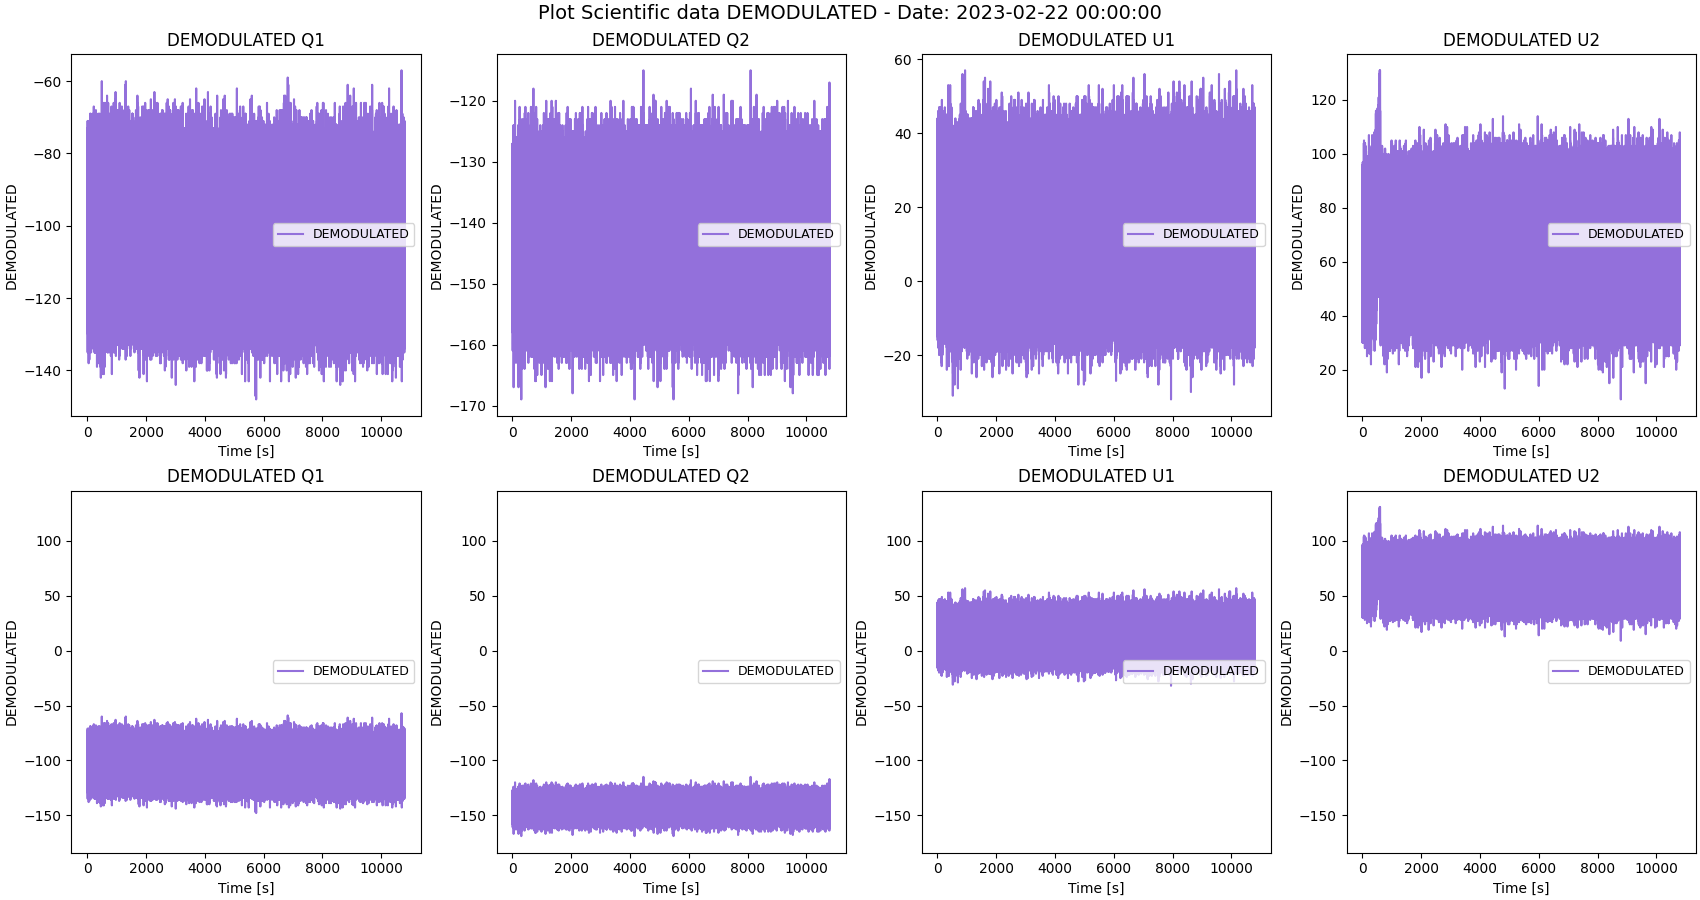 Plot Scientific data DEMODULATED - Date: 2023-02-22 00:00:00
DEMODULATED Q1
DEMODULATED
−60
−80
−100
−120
−140
DEMODULATED
0 2000 4000 6000 8000 10000
Time [s]
DEMODULATED Q2
DEMODULATED
−120
−130
−140
−150
−160
−170
DEMODULATED
0 2000 4000 6000 8000 10000
Time [s]
DEMODULATED U1
DEMODULATED
60
40
20
0
−20
DEMODULATED
0 2000 4000 6000 8000 10000
Time [s]
DEMODULATED U2
DEMODULATED
120
100
80
60
40
20
DEMODULATED
0 2000 4000 6000 8000 10000
Time [s]
DEMODULATED Q1
DEMODULATED
100
50
0
−50
−100
−150
DEMODULATED
0 2000 4000 6000 8000 10000
Time [s]
DEMODULATED Q2
DEMODULATED
100
50
0
−50
−100
−150
DEMODULATED
0 2000 4000 6000 8000 10000
Time [s]
DEMODULATED U1
DEMODULATED
100
50
0
−50
−100
−150
DEMODULATED
0 2000 4000 6000 8000 10000
Time [s]
DEMODULATED U2
DEMODULATED
100
50
0
−50
−100
−150
DEMODULATED
0 2000 4000 6000 8000 10000
Time [s]